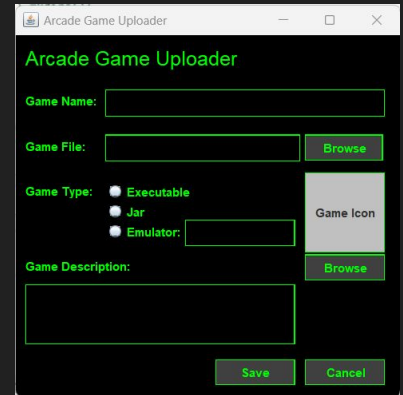 Arcade Game Uploader
Arcade Game Uploader
Game Name:
Game File:
Browse
Game Type:
Executable
Jar
Emulator:
Game Icon
Game Description:
Browse
Save
Cancel